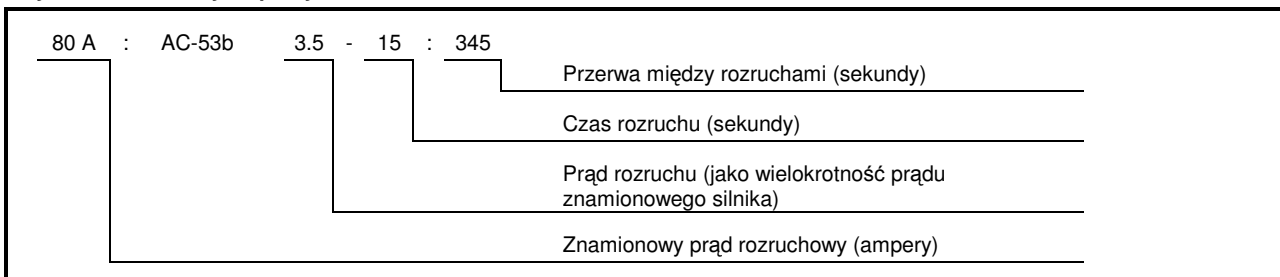 80 A : AC-53b 3.5 - 15 : 345
Przerwa między rozruchami (sekundy)
Czas rozruchu (sekundy)
Prąd rozruchu (jako wielokrotność prądu
znamionowego silnika)
Znamionowy prąd rozruchowy (ampery)